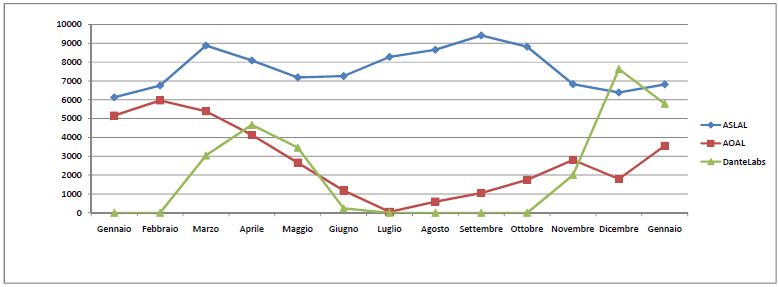 10000
9000
8000
7000
6000
5000
4000
3000
2000
1000
0
Gennaio Febbraio Marzo Aprile Maggio Giugno Luglio Agosto Settembre Ottobre Novembre Dicembre Gennaio
ASLAL
AOAL
DanteLabs